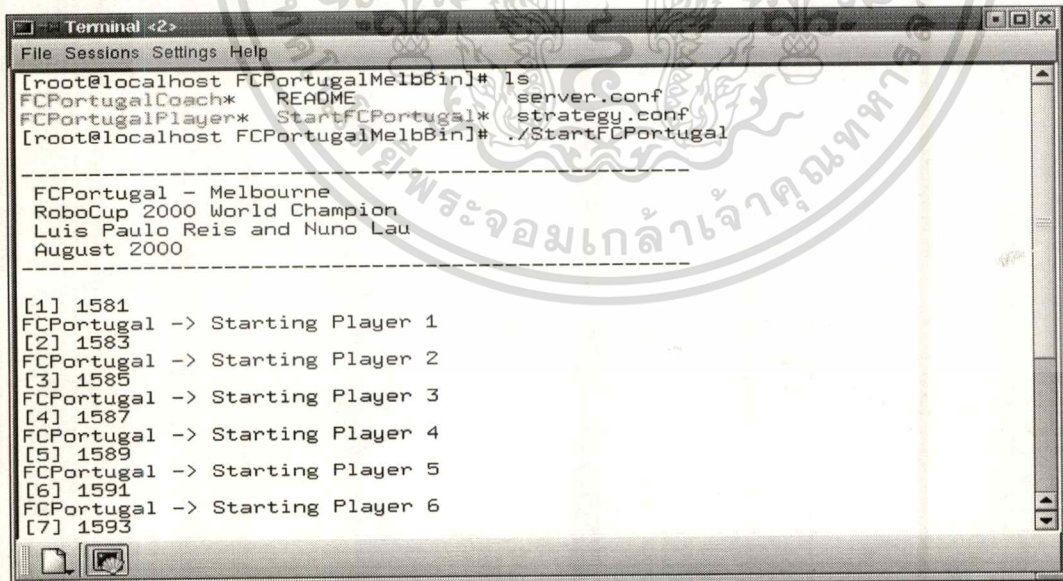 Terminal <2>
File Sessions Settings Help
[root@localhost FCPortugalMelbBin]# ls
FCPortugalCoach* README server.conf
FCPortugalPlayer* StartFCPortugal* strategy.conf
[root@localhost FCPortugalMelbBin]# ./StartFCPortugal
--------------------------------------------------
FCPortugal - Melbourne
RoboCup 2000 World Champion
Luis Paulo Reis and Nuno Lau
August 2000
--------------------------------------------------
[1] 1581
FCPortugal -> Starting Player 1
[2] 1583
FCPortugal -> Starting Player 2
[3] 1585
FCPortugal -> Starting Player 3
[4] 1587
FCPortugal -> Starting Player 4
[5] 1589
FCPortugal -> Starting Player 5
[6] 1591
FCPortugal -> Starting Player 6
[7] 1593